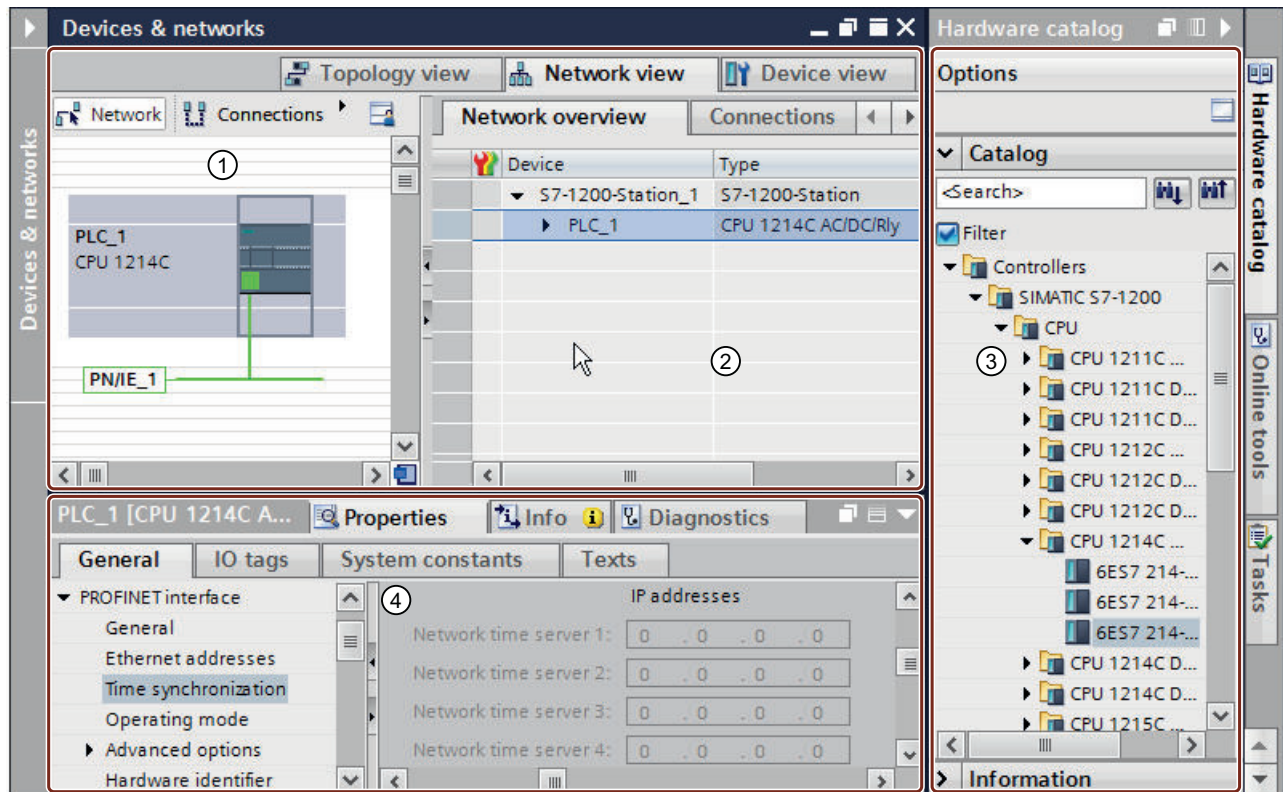 Devices & networks
Hardware catalog
Devices & networks
Topology view
Network view
Device view
Network
Connections
1
PLC_1
CPU 1214C
PN/IE_1
Network overview
Connections
Device
Type
S7-1200-Station_1
S7-1200-Station
PLC_1
CPU 1214C AC/DC/Rly
2
PLC_1 [CPU 1214C A...
Properties
Info
Diagnostics
General
IO tags
System constants
Texts
PROFINET interface
General
Ethernet addresses
Time synchronization
Operating mode
Advanced options
Hardware identifier
4
IP addresses
Network time server 1: 0 . 0 . 0 . 0
Network time server 2: 0 . 0 . 0 . 0
Network time server 3: 0 . 0 . 0 . 0
Network time server 4: 0 . 0 . 0 . 0
Options
Catalog
<Search>
Filter
Controllers
SIMATIC S7-1200
CPU
3
CPU 1211C ...
CPU 1211C D...
CPU 1211C D...
CPU 1212C ...
CPU 1212C D...
CPU 1212C D...
CPU 1214C ...
6ES7 214-...
6ES7 214-...
6ES7 214-...
CPU 1214C D...
CPU 1214C D...
CPU 1215C ...
Information
Hardware catalog
Online tools
Tasks